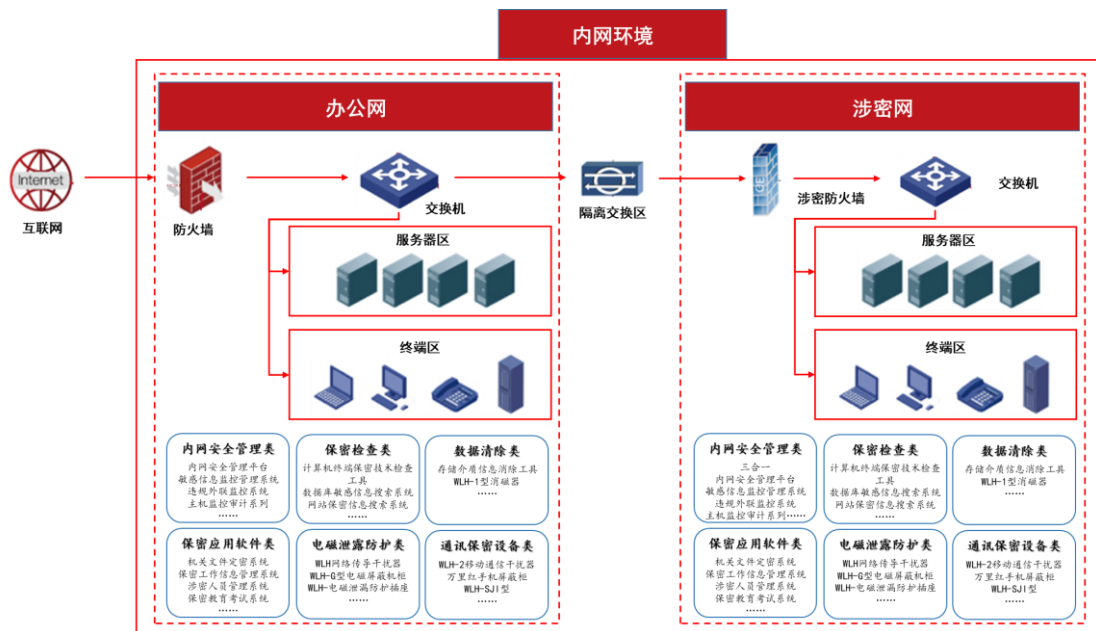 内网环境
办公网
涉密网
Internet
互联网
防火墙
交换机
隔离交换区
涉密防火墙
交换机
服务器区
终端区
服务器区
终端区
内网安全管理类
内网安全管理平台
敏感信息监控管理系统
违规外联监控系统
主机监控审计系列
……
保密检查类
计算机终端保密技术检查
工具
数据库敏感信息搜索系统
网站保密信息搜索系统
……
数据清除类
存储介质信息消除工具
WLH-1型消磁器
……
保密应用软件类
机关文件定密系统
保密工作信息管理系统
涉密人员管理系统
保密教育考试系统
……
电磁泄露防护类
WLH网络传导干扰器
WLH-G型电磁屏蔽机柜
WLH-电磁泄漏防护插座
……
通讯保密设备类
WLH-2移动通信干扰器
万里红手机屏蔽柜
WLH-SJI型
……
内网安全管理类
三合一
内网安全管理平台
敏感信息监控管理系统
违规外联监控系统
主机监控审计系列……
保密检查类
计算机终端保密技术检查
工具
数据库敏感信息搜索系统
网站保密信息搜索系统
……
数据清除类
存储介质信息消除工具
WLH-1型消磁器
……
保密应用软件类
机关文件定密系统
保密工作信息管理系统
涉密人员管理系统
保密教育考试系统
……
电磁泄露防护类
WLH网络传导干扰器
WLH-G型电磁屏蔽机柜
WLH-电磁泄漏防护插座
……
通讯保密设备类
WLH-2移动通信干扰器
万里红手机屏蔽柜
WLH-SJI型
……